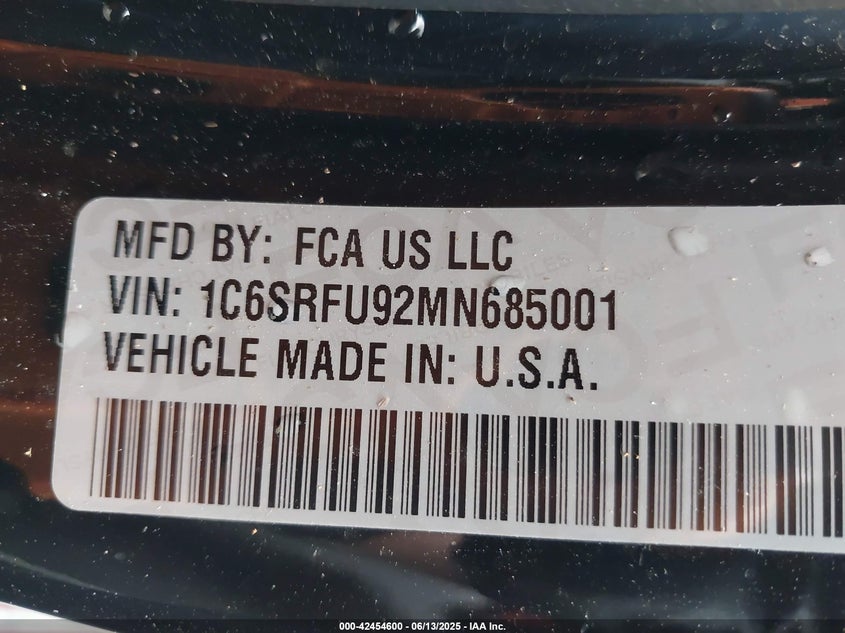 MFD BY: FCA US LLC
VIN: 1C6SRFU92MN685001
VEHICLE MADE IN: U.S.A.
000-42454600 - 06/13/2025 - IAA Inc.